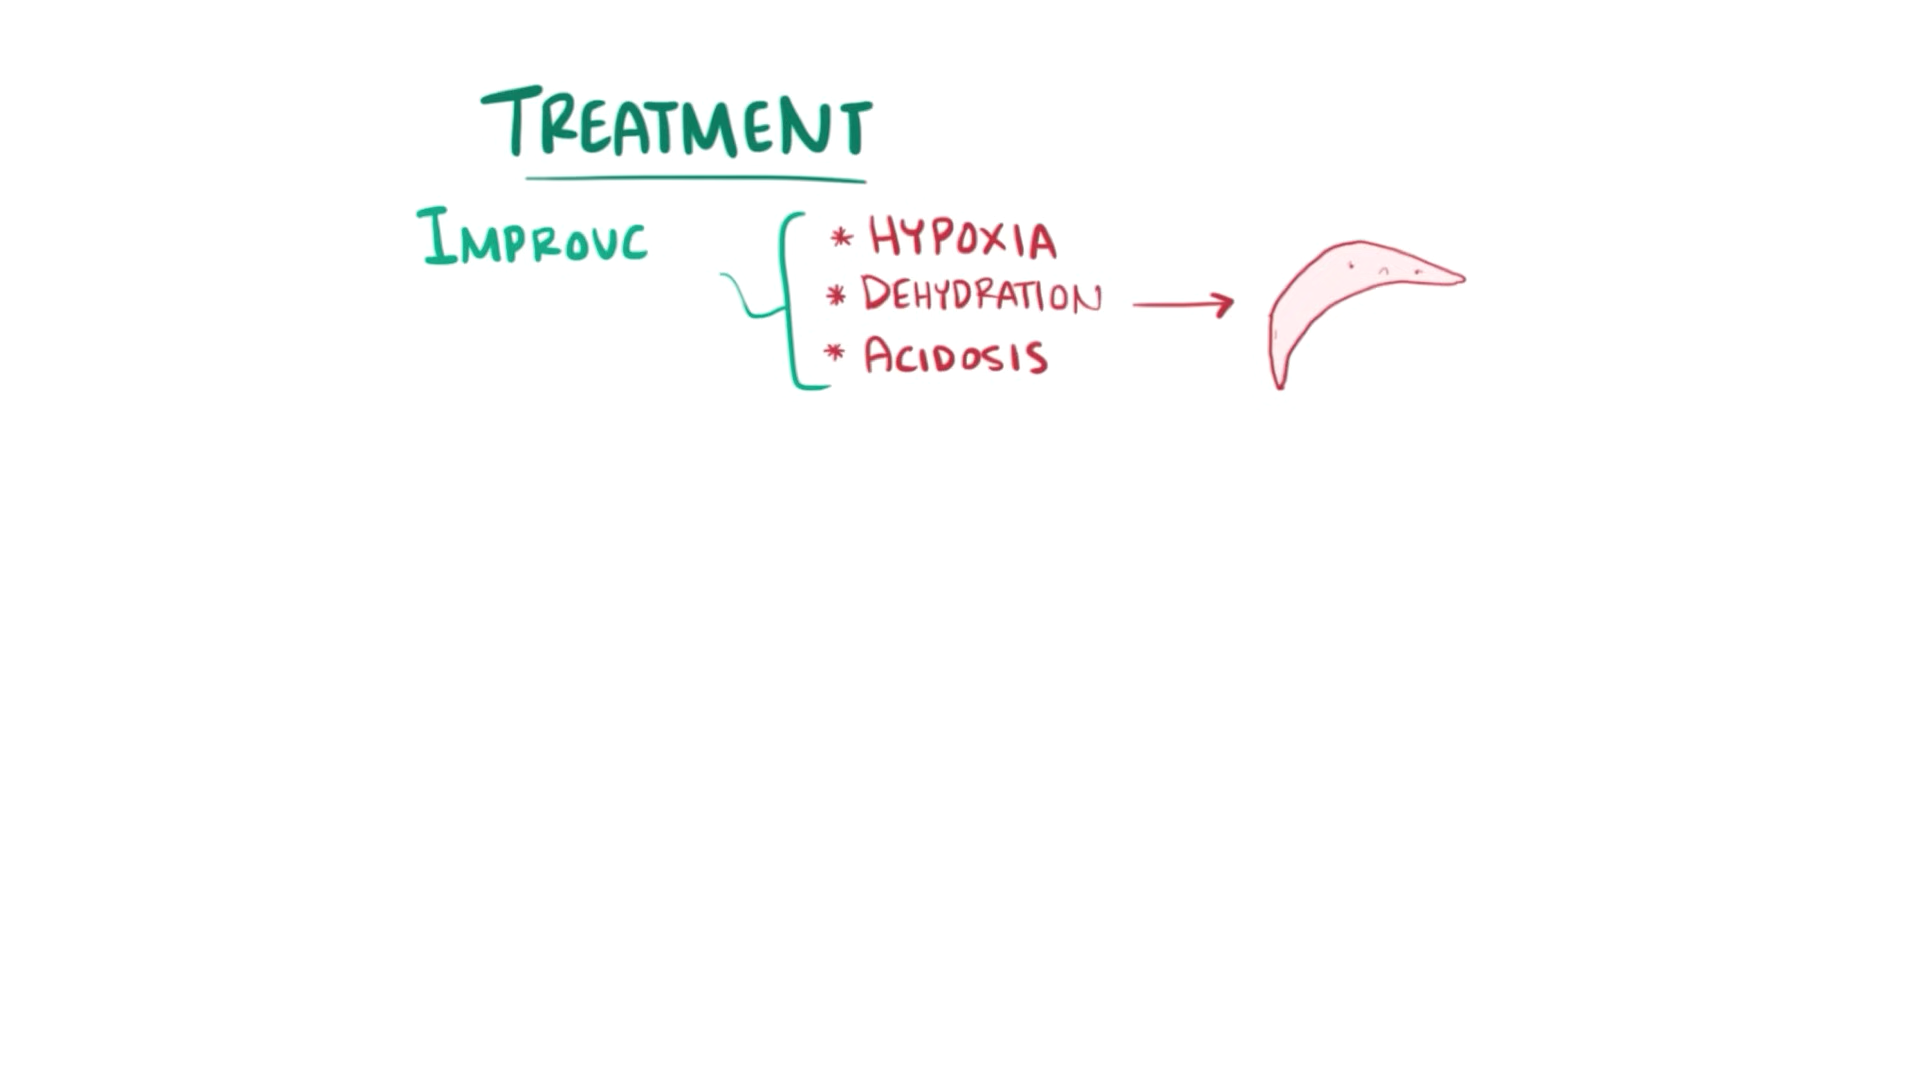 TREATMENT
IMPROVC
* HYPOXIA
* DEHYDRATION
* ACIDOSIS